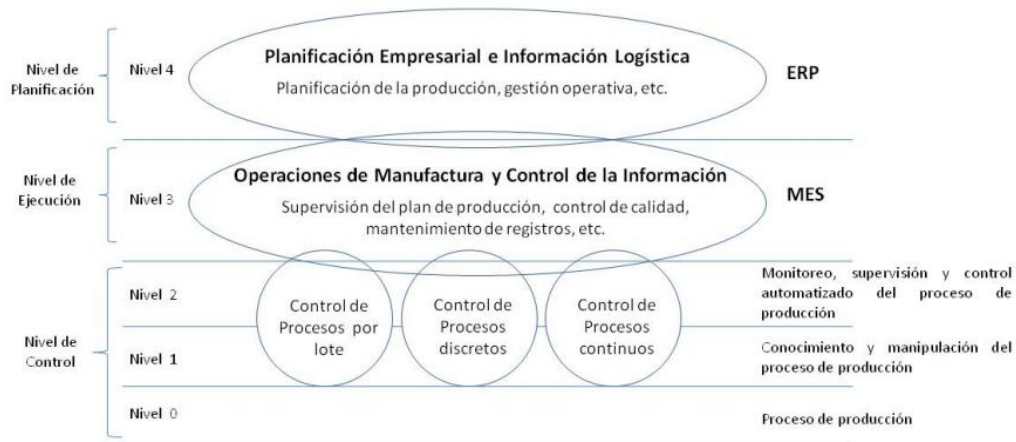 Nivel de
Planificación
Nivel 4
Planificación Empresarial e Información Logística
Planificación de la producción, gestión operativa, etc.
ERP
Nivel de
Ejecución
Nivel 3
Operaciones de Manufactura y Control de la Información
Supervisión del plan de producción, control de calidad,
mantenimiento de registros, etc.
MES
Nivel de
Control
Nivel 2
Nivel 1
Nivel 0
Control de
Procesos por
lote
Control de
Procesos
discretos
Control de
Procesos
continuos
Monitoreo, supervisión y control
automatizado del proceso de
producción
Conocimiento y manipulación del
proceso de producción
Proceso de producción